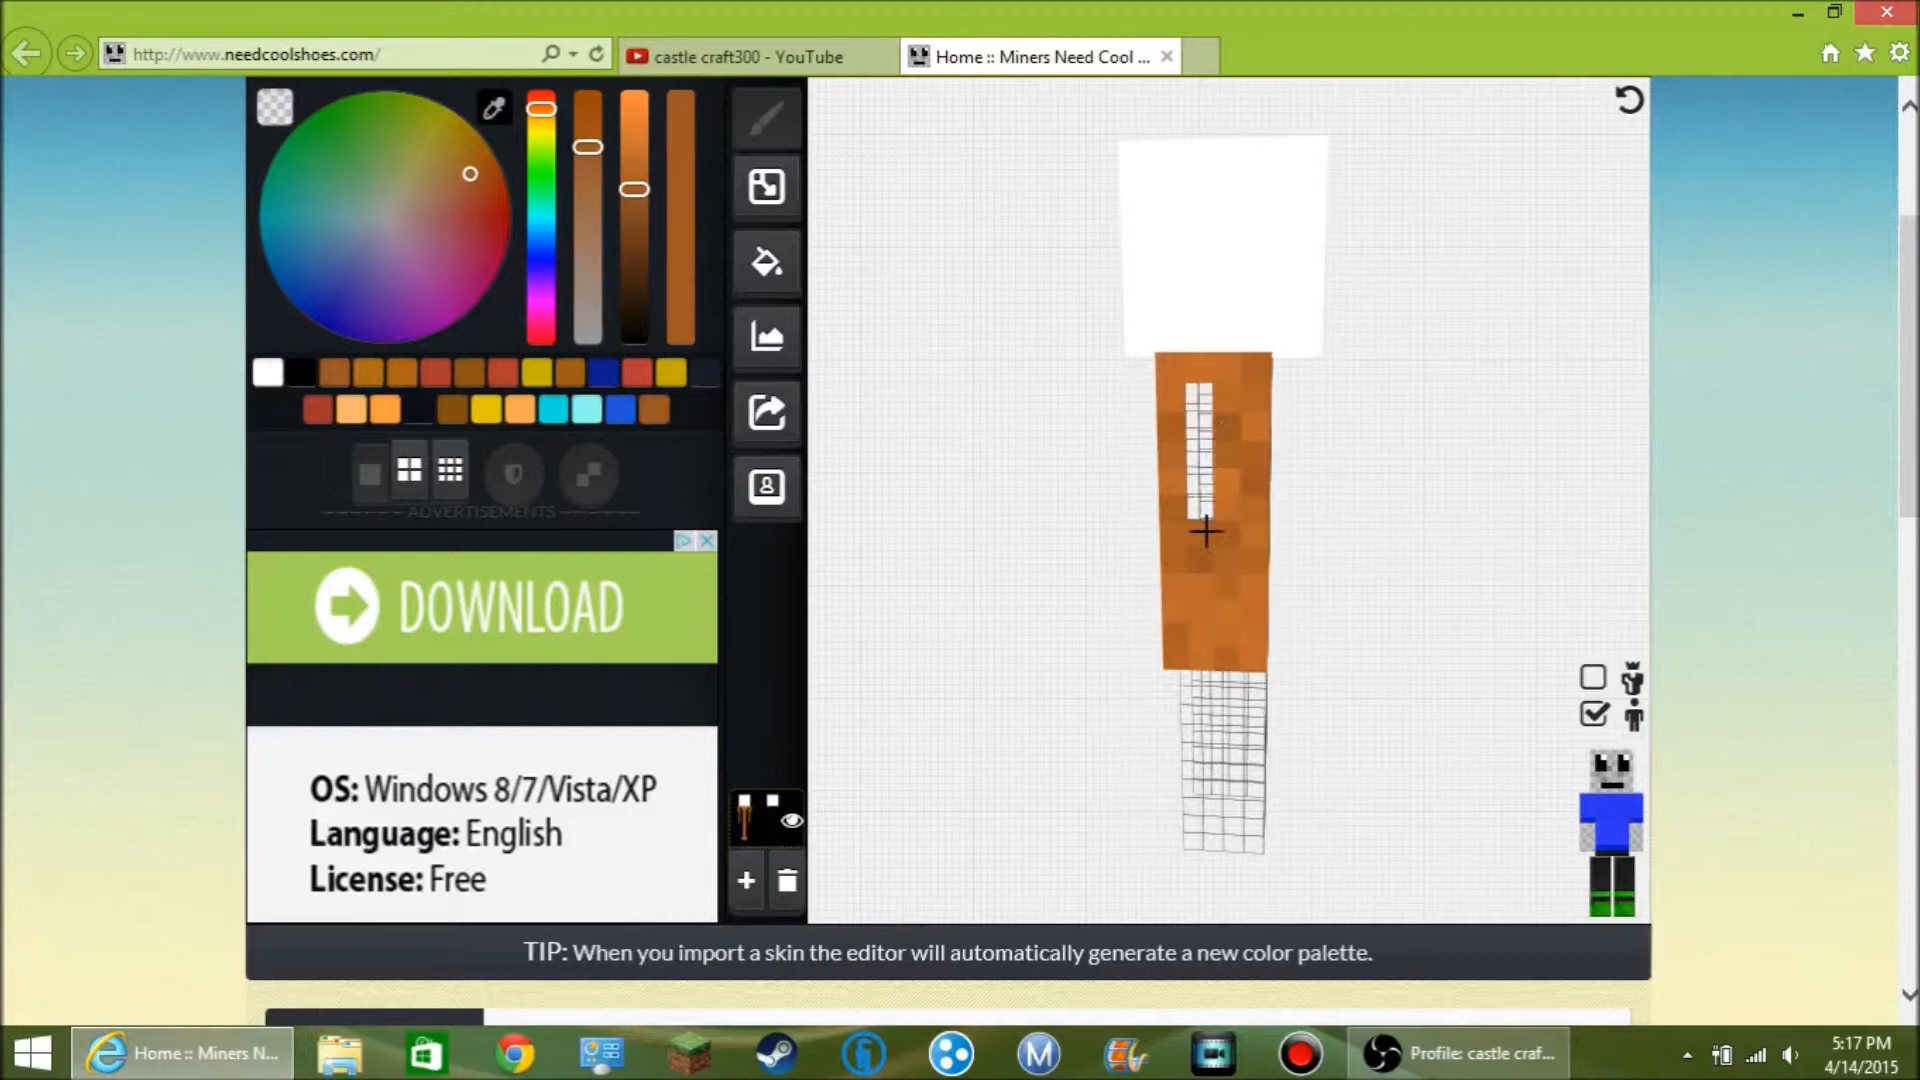 http://www.needcoolshoes.com/
castle craft300 - YouTube
Home :: Miners Need Cool ...
ADVERTISEMENTS
DOWNLOAD
OS: Windows 8/7/Vista/XP
Language: English
License: Free
TIP: When you import a skin the editor will automatically generate a new color palette.
Home :: Miners N...
M
Profile: castle craf...
5:17 PM
4/14/2015